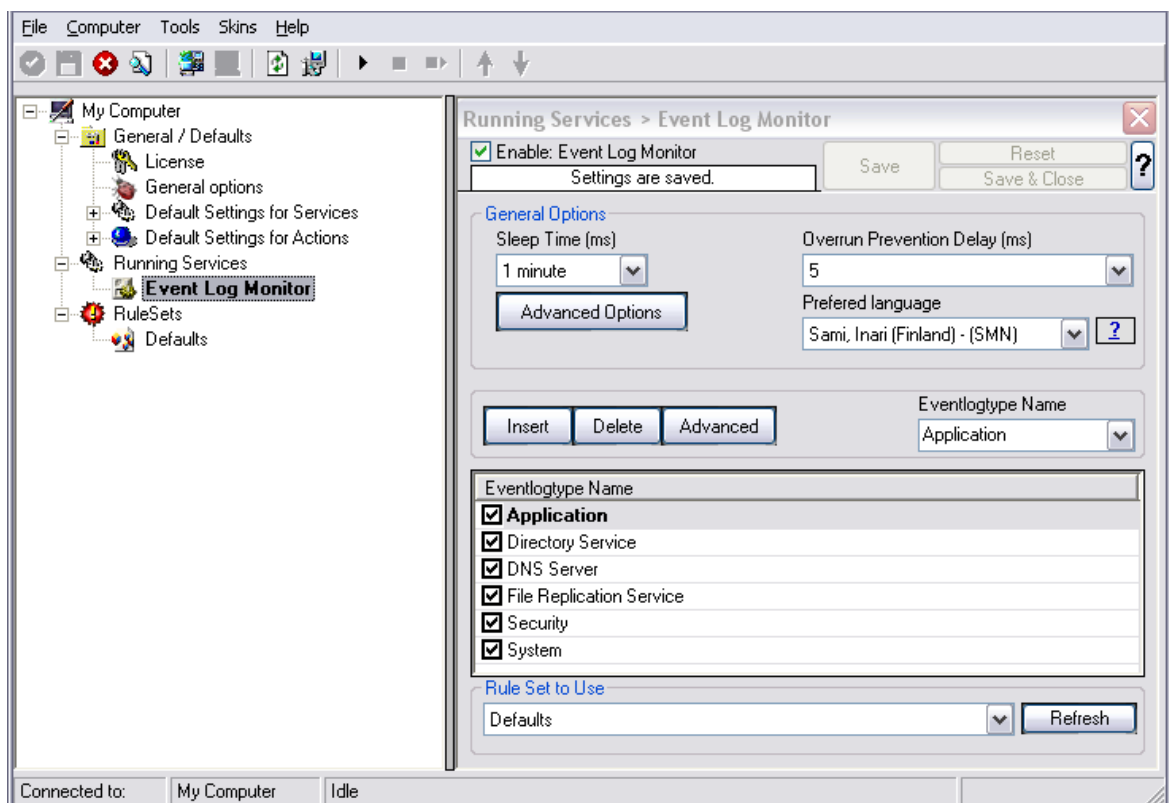 File Computer Tools Skins Help
My Computer
General / Defaults
License
General options
Default Settings for Services
Default Settings for Actions
Running Services
Event Log Monitor
RuleSets
Defaults
Running Services > Event Log Monitor
Enable: Event Log Monitor
Settings are saved.
Save
Reset
Save & Close
?
General Options
Sleep Time (ms)
1 minute
Advanced Options
Overrun Prevention Delay (ms)
5
Prefered language
Sami, Inari (Finland) - (SMN)
?
Insert Delete Advanced
Eventlogtype Name
Application
Eventlogtype Name
Application
Directory Service
DNS Server
File Replication Service
Security
System
Rule Set to Use
Defaults
Refresh
Connected to: My Computer Idle